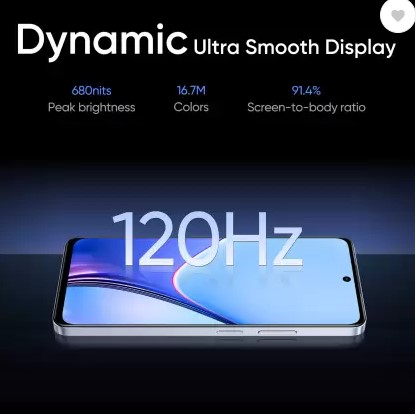 Dynamic Ultra Smooth Display
680nits 16.7M 91.4%
Peak brightness Colors Screen-to-body ratio
120Hz